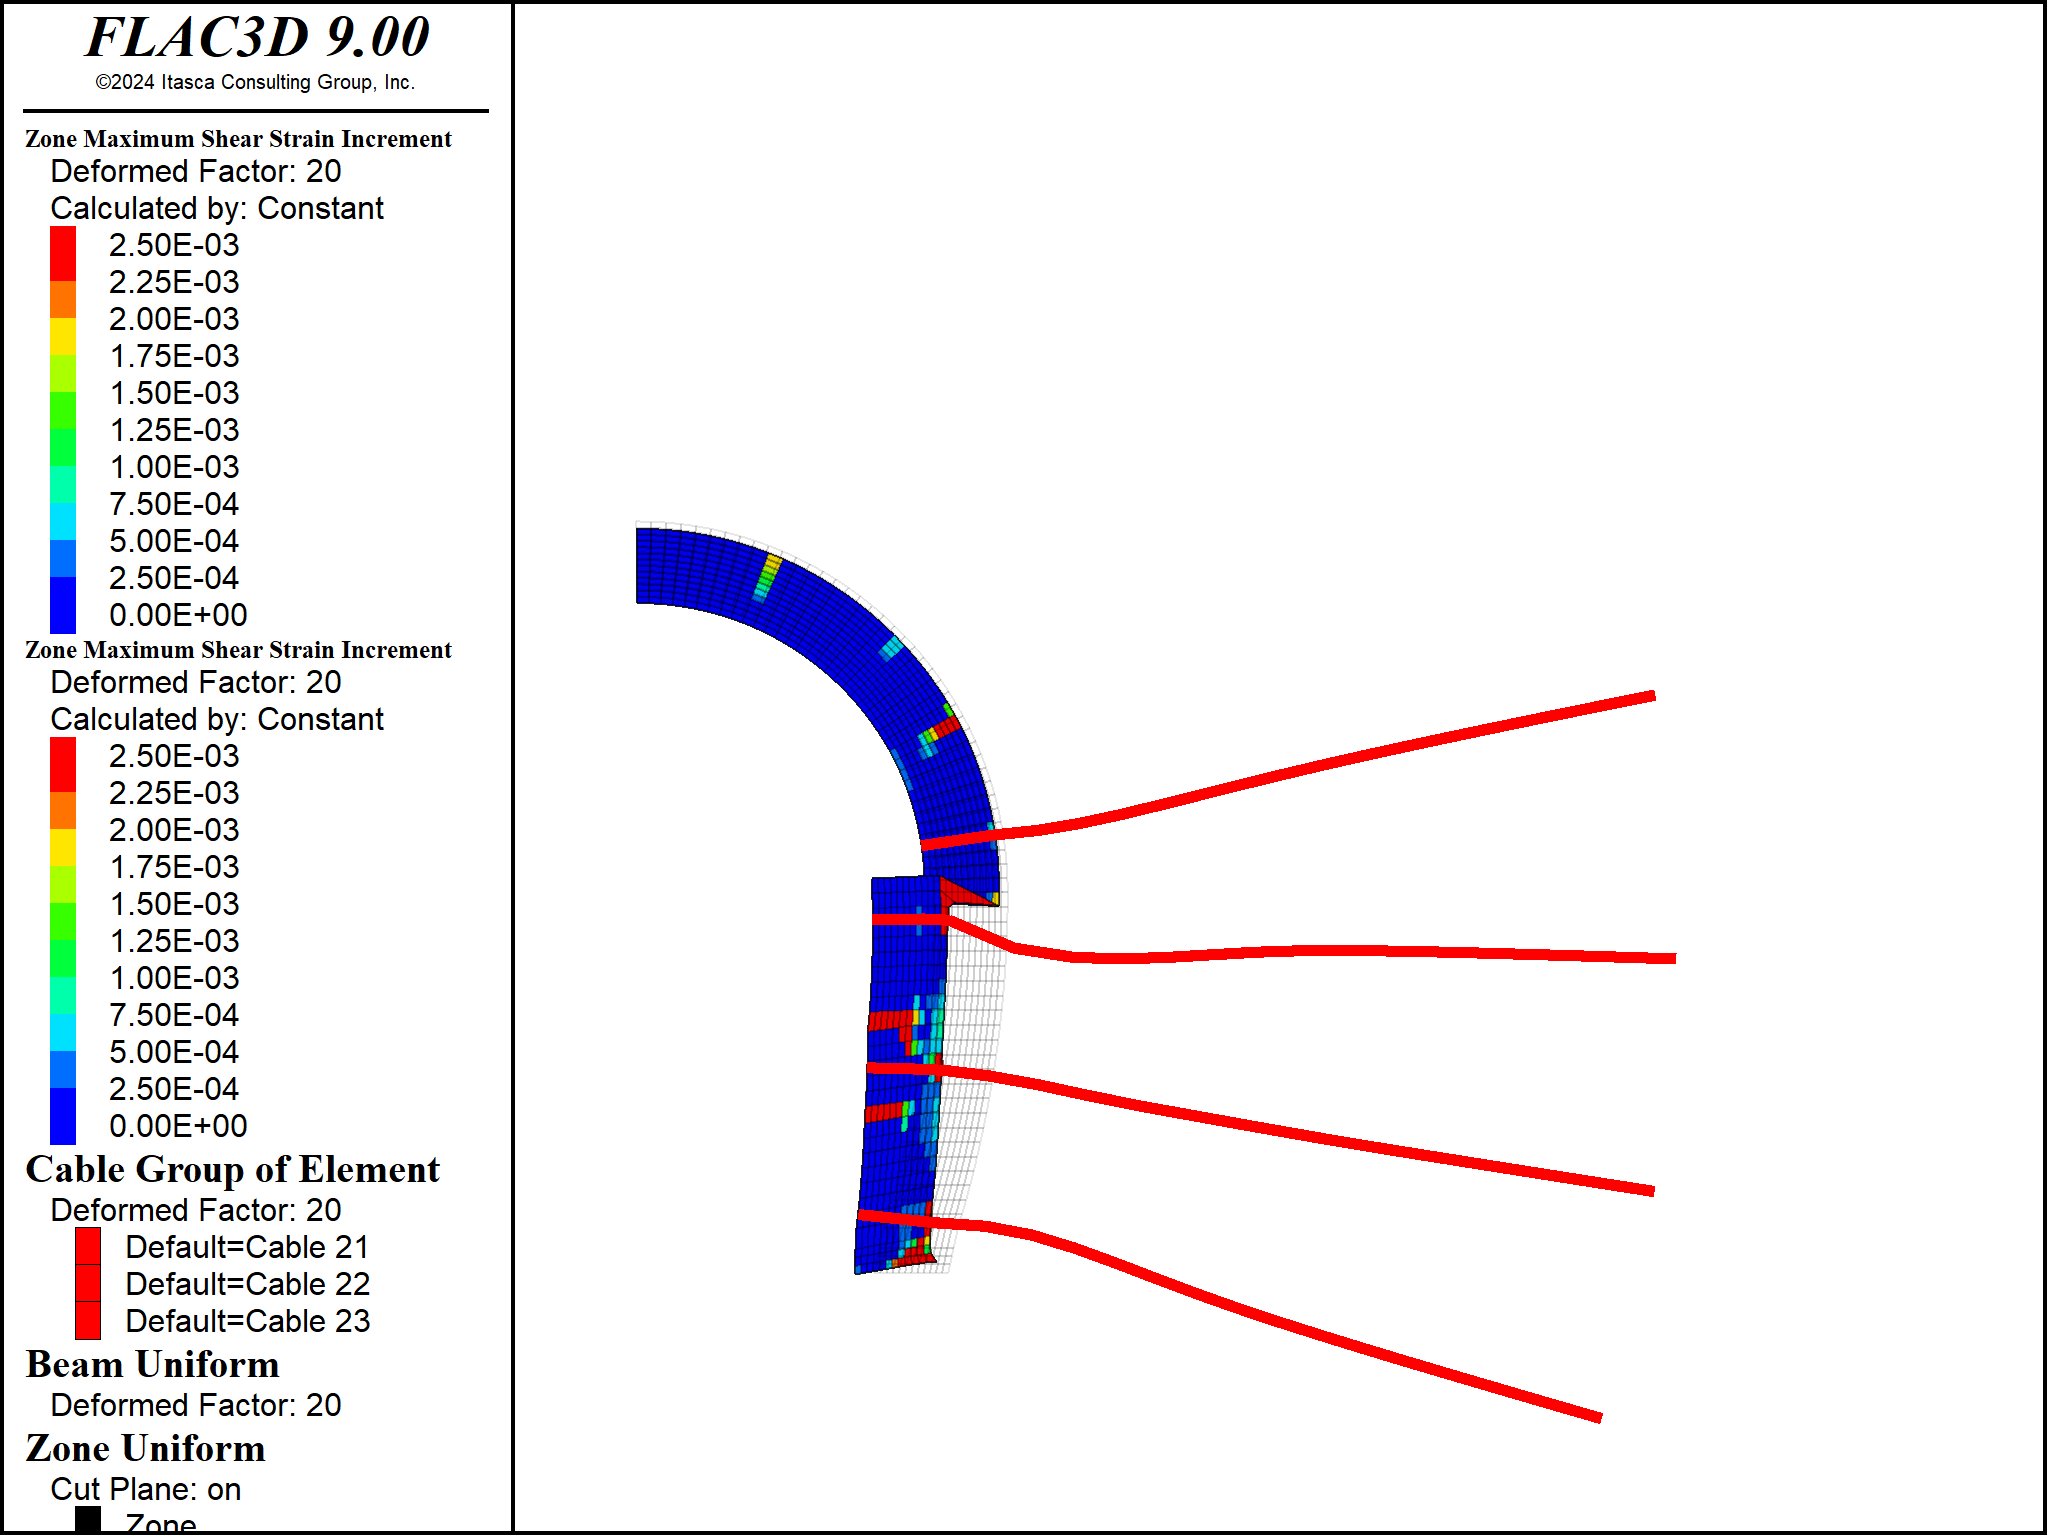 FLAC3D 9.00
©2024 Itasca Consulting Group, Inc.
Zone Maximum Shear Strain Increment
Deformed Factor: 20
Calculated by: Constant
2.50E-03
2.25E-03
2.00E-03
1.75E-03
1.50E-03
1.25E-03
1.00E-03
7.50E-04
5.00E-04
2.50E-04
0.00E+00
Zone Maximum Shear Strain Increment
Deformed Factor: 20
Calculated by: Constant
2.50E-03
2.25E-03
2.00E-03
1.75E-03
1.50E-03
1.25E-03
1.00E-03
7.50E-04
5.00E-04
2.50E-04
0.00E+00
Cable Group of Element
Deformed Factor: 20
Default=Cable 21
Default=Cable 22
Default=Cable 23
Beam Uniform
Deformed Factor: 20
Zone Uniform
Cut Plane: on
Zone